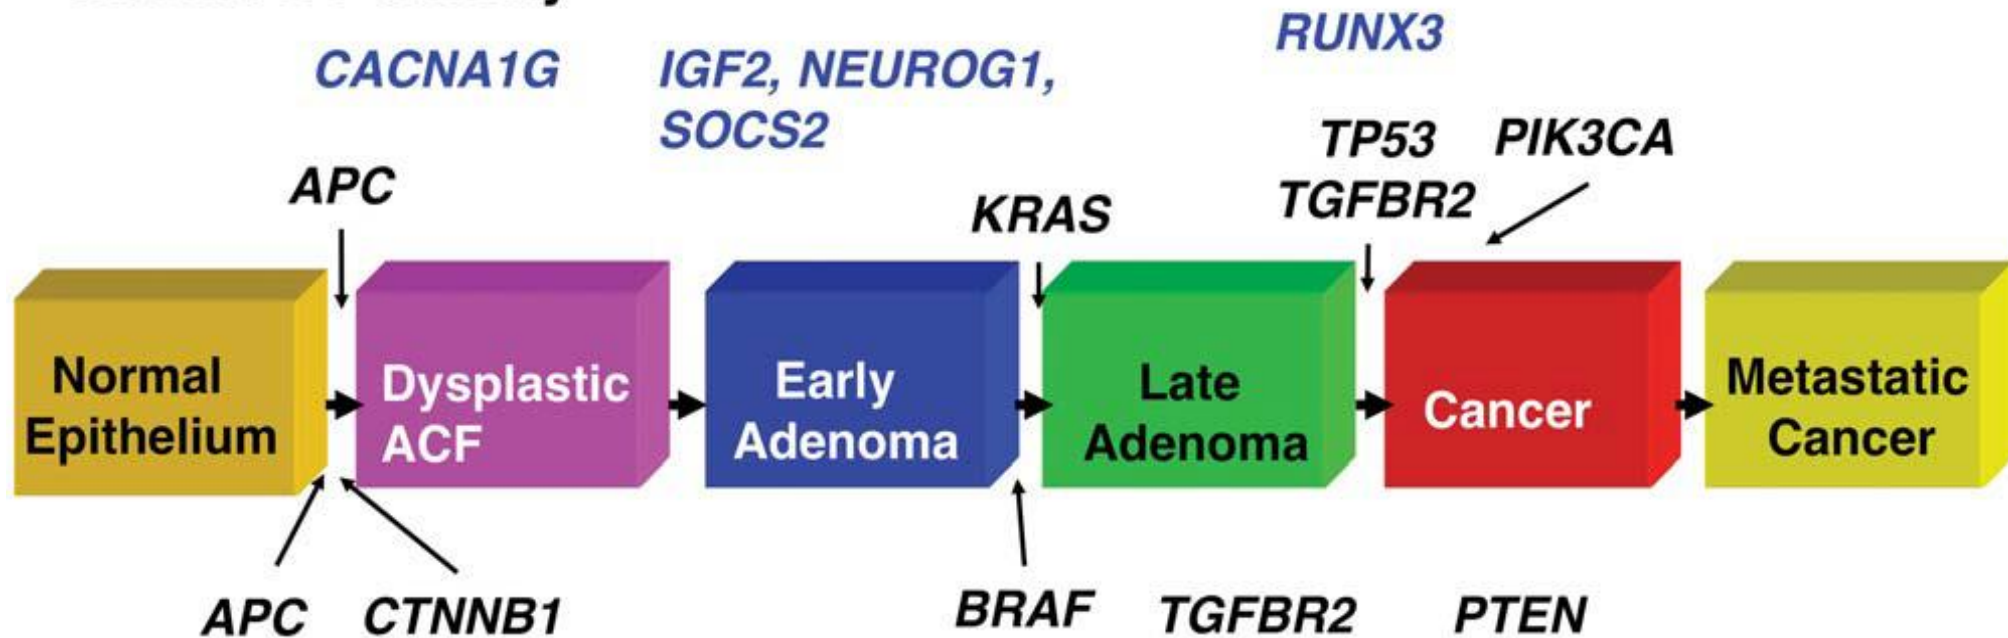 RUNX3
CACNA1G
IGF2, NEUROG1,
SOCS2
TP53
PIK3CA
APC
TGFBR2
KRAS
Normal
Epithelium
Dysplastic
ACF
Early
Adenoma
Late
Adenoma
Cancer
Metastatic
Cancer
APC
CTNNB1
BRAF
TGFBR2
PTEN